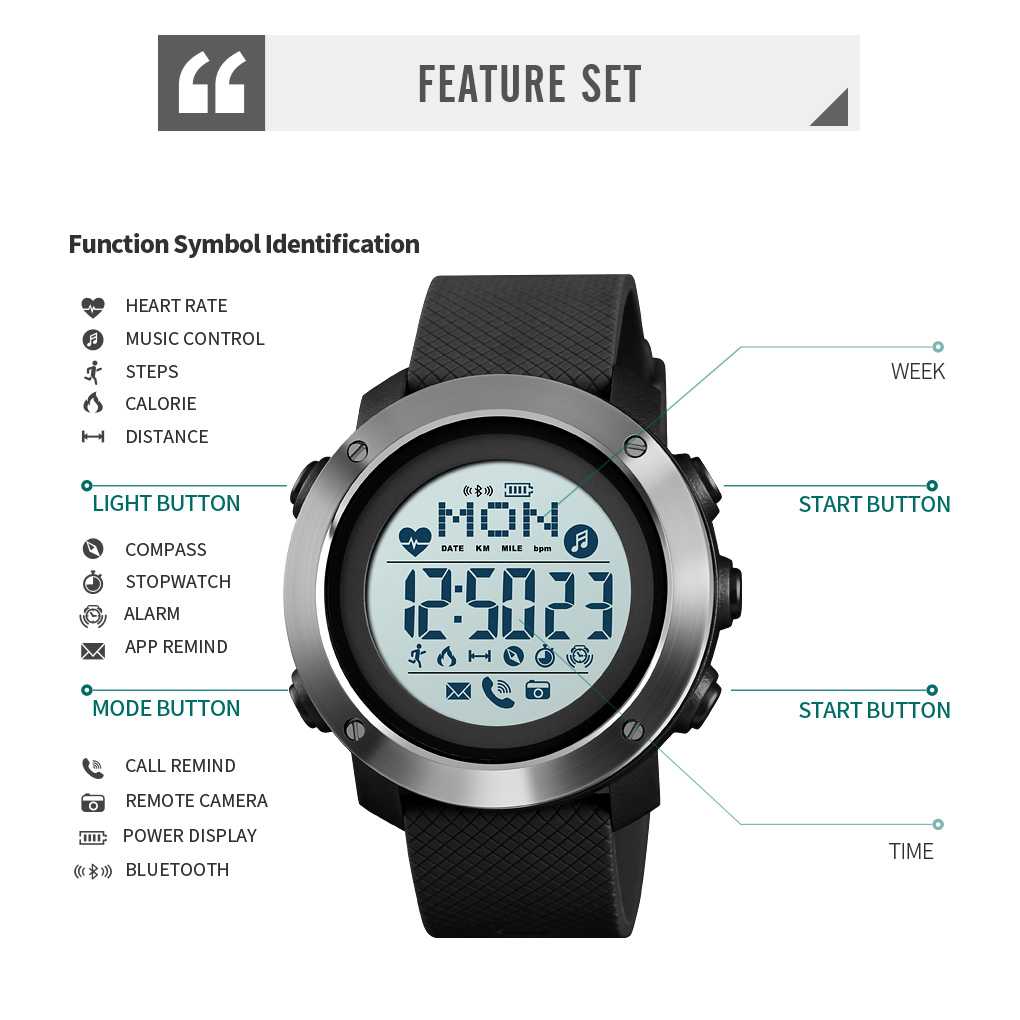 FEATURE SET
Function Symbol Identification
HEART RATE
MUSIC CONTROL
STEPS
CALORIE
DISTANCE
LIGHT BUTTON
COMPASS
STOPWATCH
ALARM
APP REMIND
MODE BUTTON
CALL REMIND
REMOTE CAMERA
POWER DISPLAY
BLUETOOTH
MON
DATE KM MILE bpm
12:50 23
WEEK
START BUTTON
START BUTTON
TIME